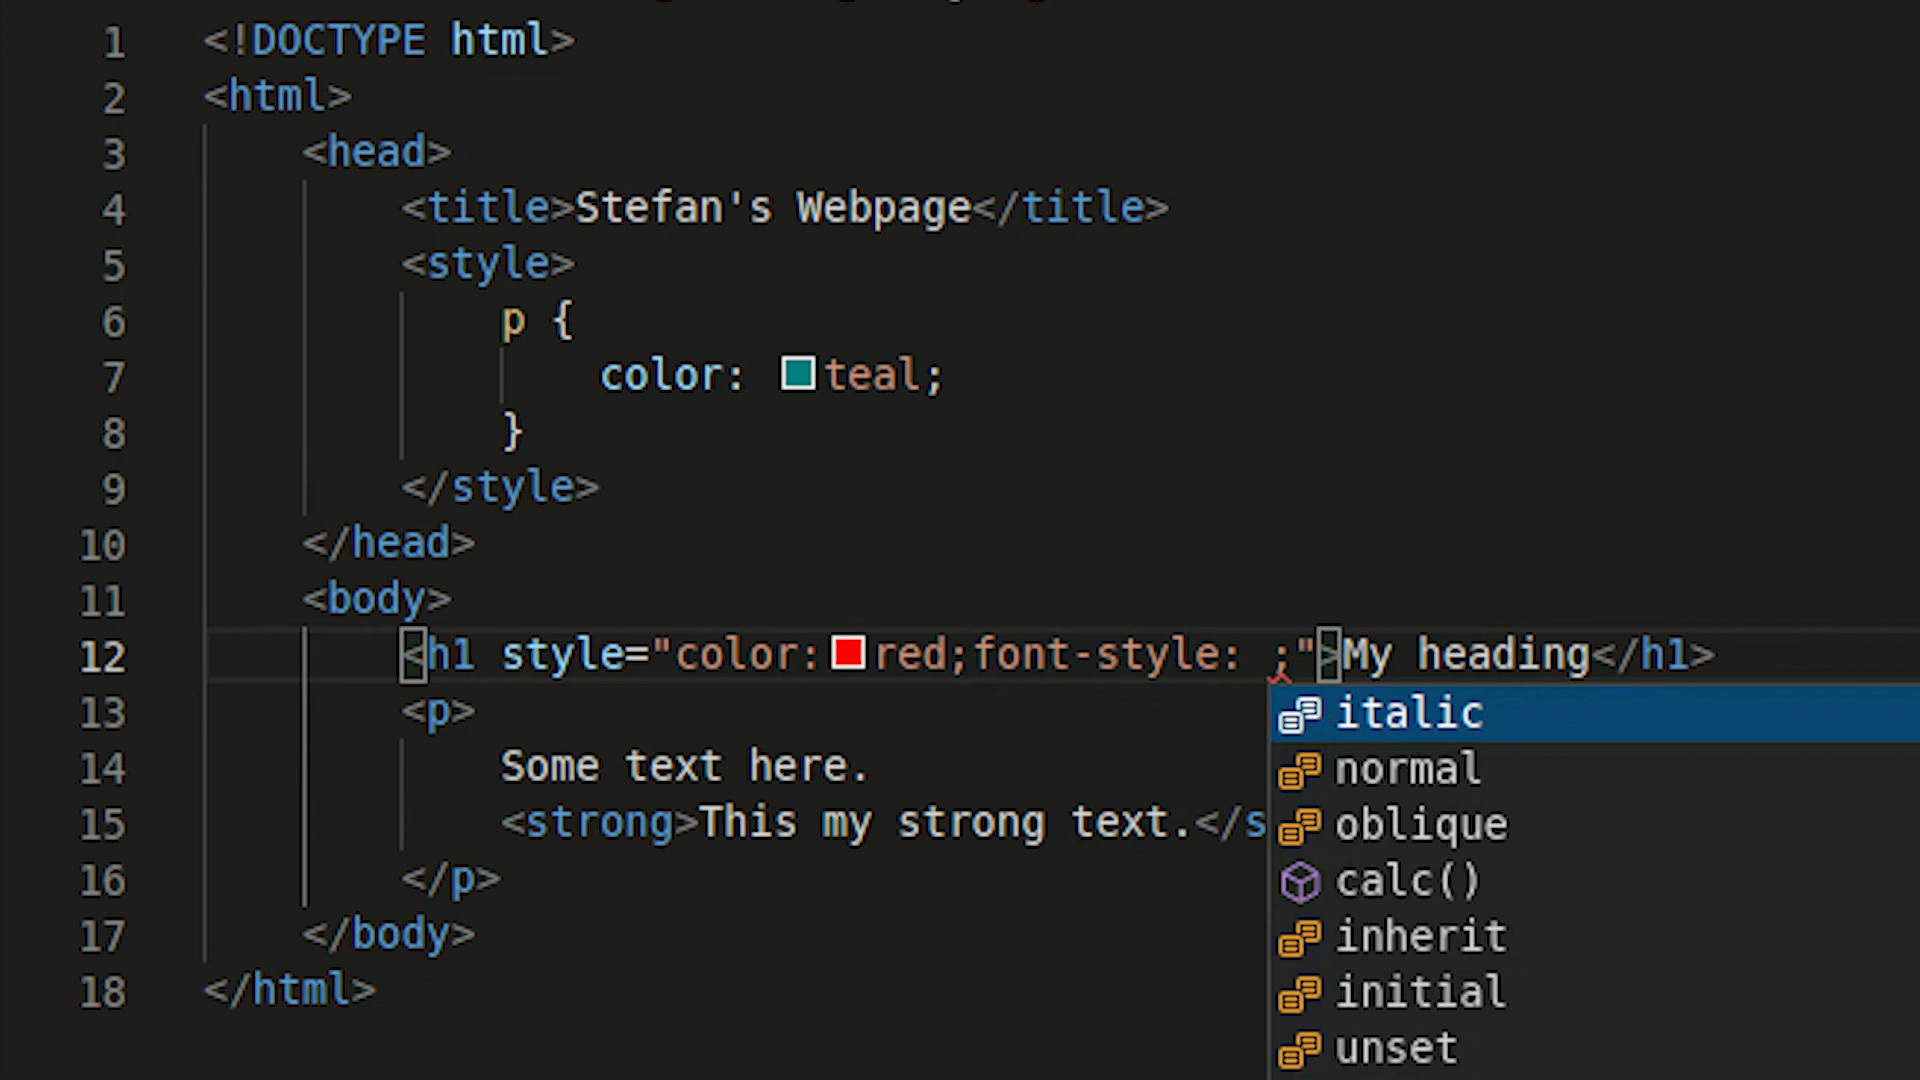 1 <!DOCTYPE html>
2 <html>
3 <head>
4 <title>Stefan's Webpage</title>
5 <style>
6 p {
7 color: teal;
8 }
9 </style>
10 </head>
11 <body>
12 <h1 style="color:red;font-style: ;">My heading</h1>
13 <p>
14 Some text here.
15 <strong>This my strong text.</s
16 </p>
17 </body>
18 </html>
italic
normal
oblique
calc()
inherit
initial
unset